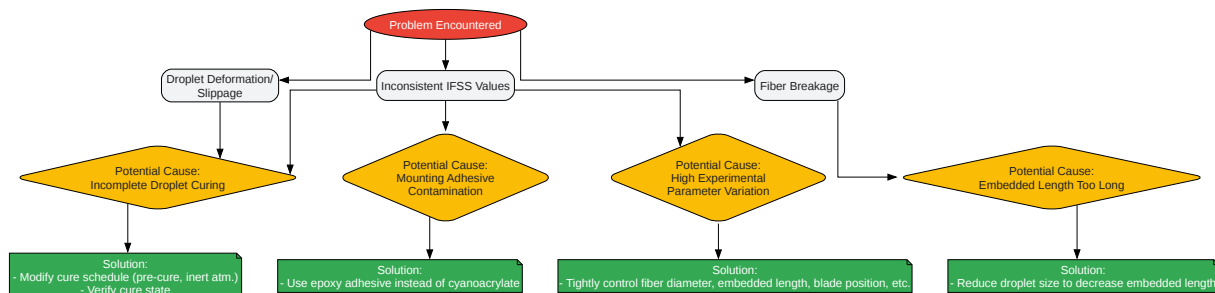 Problem Encountered
Droplet Deformation/
Slippage
Inconsistent IFSS Values
Fiber Breakage
Potential Cause:
Incomplete Droplet Curing
Potential Cause:
Mounting Adhesive
Contamination
Potential Cause:
High Experimental
Parameter Variation
Potential Cause:
Embedded Length Too Long
Solution:
- Modify cure schedule (pre-cure, inert atm.)
- Verify cure state
Solution:
- Use epoxy adhesive instead of cyanoacrylate
Solution:
- Tightly control fiber diameter, embedded length, blade position, etc.
Solution:
- Reduce droplet size to decrease embedded length